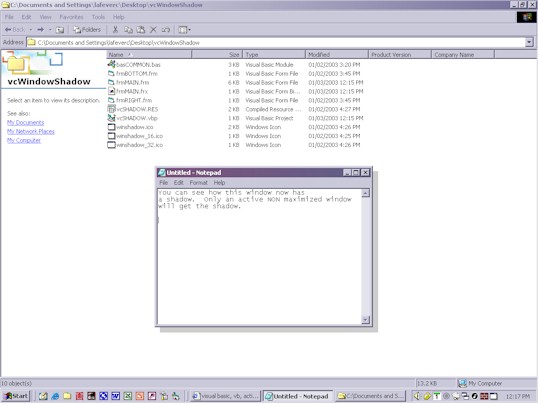 C:\Documents and Settings\lafeverc\Desktop\vcWindowShadow
File Edit View Favorites Tools Help
Back Folders
Address C:\Documents and Settings\lafeverc\Desktop\vcWindowShadow
Name Size Type Modified Product Version Company Name
vcWindowShadow
Select an item to view its description.
See also:
My Documents
My Network Places
My Computer
basCOMMON.bas 3 KB Visual Basic Module 01/02/2003 3:20 PM
frmBOTTOM.frm 2 KB Visual Basic Form File 01/02/2003 3:45 PM
frmMAIN.frm 6 KB Visual Basic Form File 01/03/2003 12:15 PM
frmMAIN.frx 1 KB Visual Basic Form Bi... 01/03/2003 12:15 PM
frmRIGHT.frm 2 KB Visual Basic Form File 01/02/2003 3:45 PM
vcSHADOW.RES 2 KB Compiled Resource ... 01/02/2003 4:27 PM
vcSHADOW.vbp 1 KB Visual Basic Project 01/03/2003 12:15 PM
winshadow.ico 2 KB Windows Icon 01/02/2003 4:26 PM
winshadow_16.ico 1 KB Windows Icon 01/02/2003 4:25 PM
winshadow_32.ico 1 KB Windows Icon 01/02/2003 4:26 PM
Untitled - Notepad
File Edit Format Help
You can see how this window now has
a shadow. Only an active NON maximized window
will get the shadow.
10 object(s) 13.2 KB My Computer
Start visual basic, vb, act... Untitled - Notepad C:\Documents and S... 12:17 PM